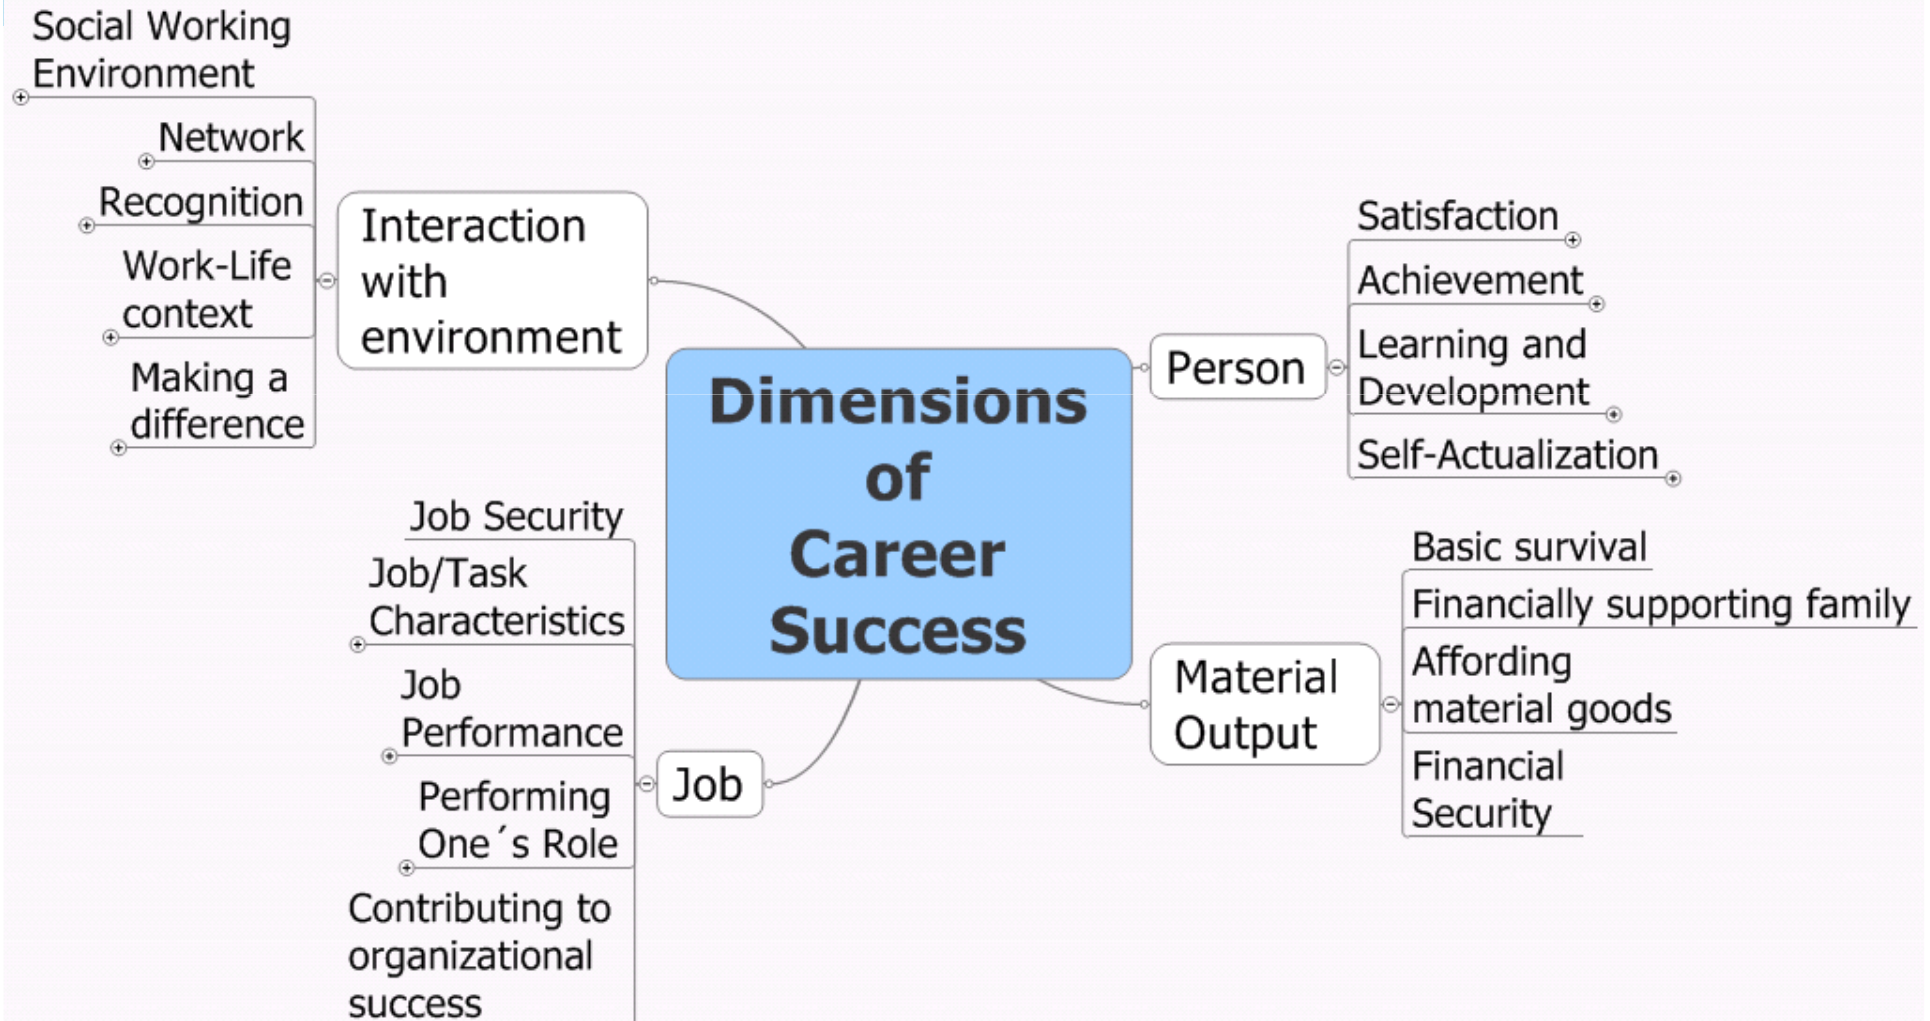 Social Working
Environment
Network
Recognition
Work-Life
context
Making a
difference
Interaction
with
environment
Job Security
Job/Task
Characteristics
Job
Performance
Performing
One´s Role
Contributing to
organizational
success
Job
Dimensions
of
Career
Success
Person
Satisfaction
Achievement
Learning and
Development
Self-Actualization
Material
Output
Basic survival
Financially supporting family
Affording
material goods
Financial
Security